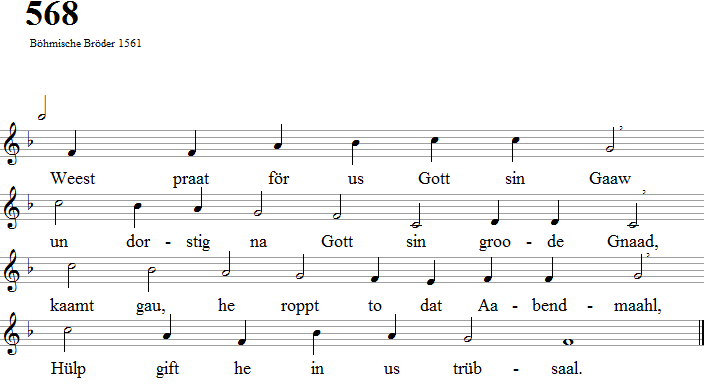 568
Böhmische Bröder 1561
Weest praat för us Gott sin Gaaw
un dor - stig na Gott sin groo - de Gnaad,
kaamt gau, he roppt to dat Aa - bend - maahl,
Hülp gift he in us trüb - saal.